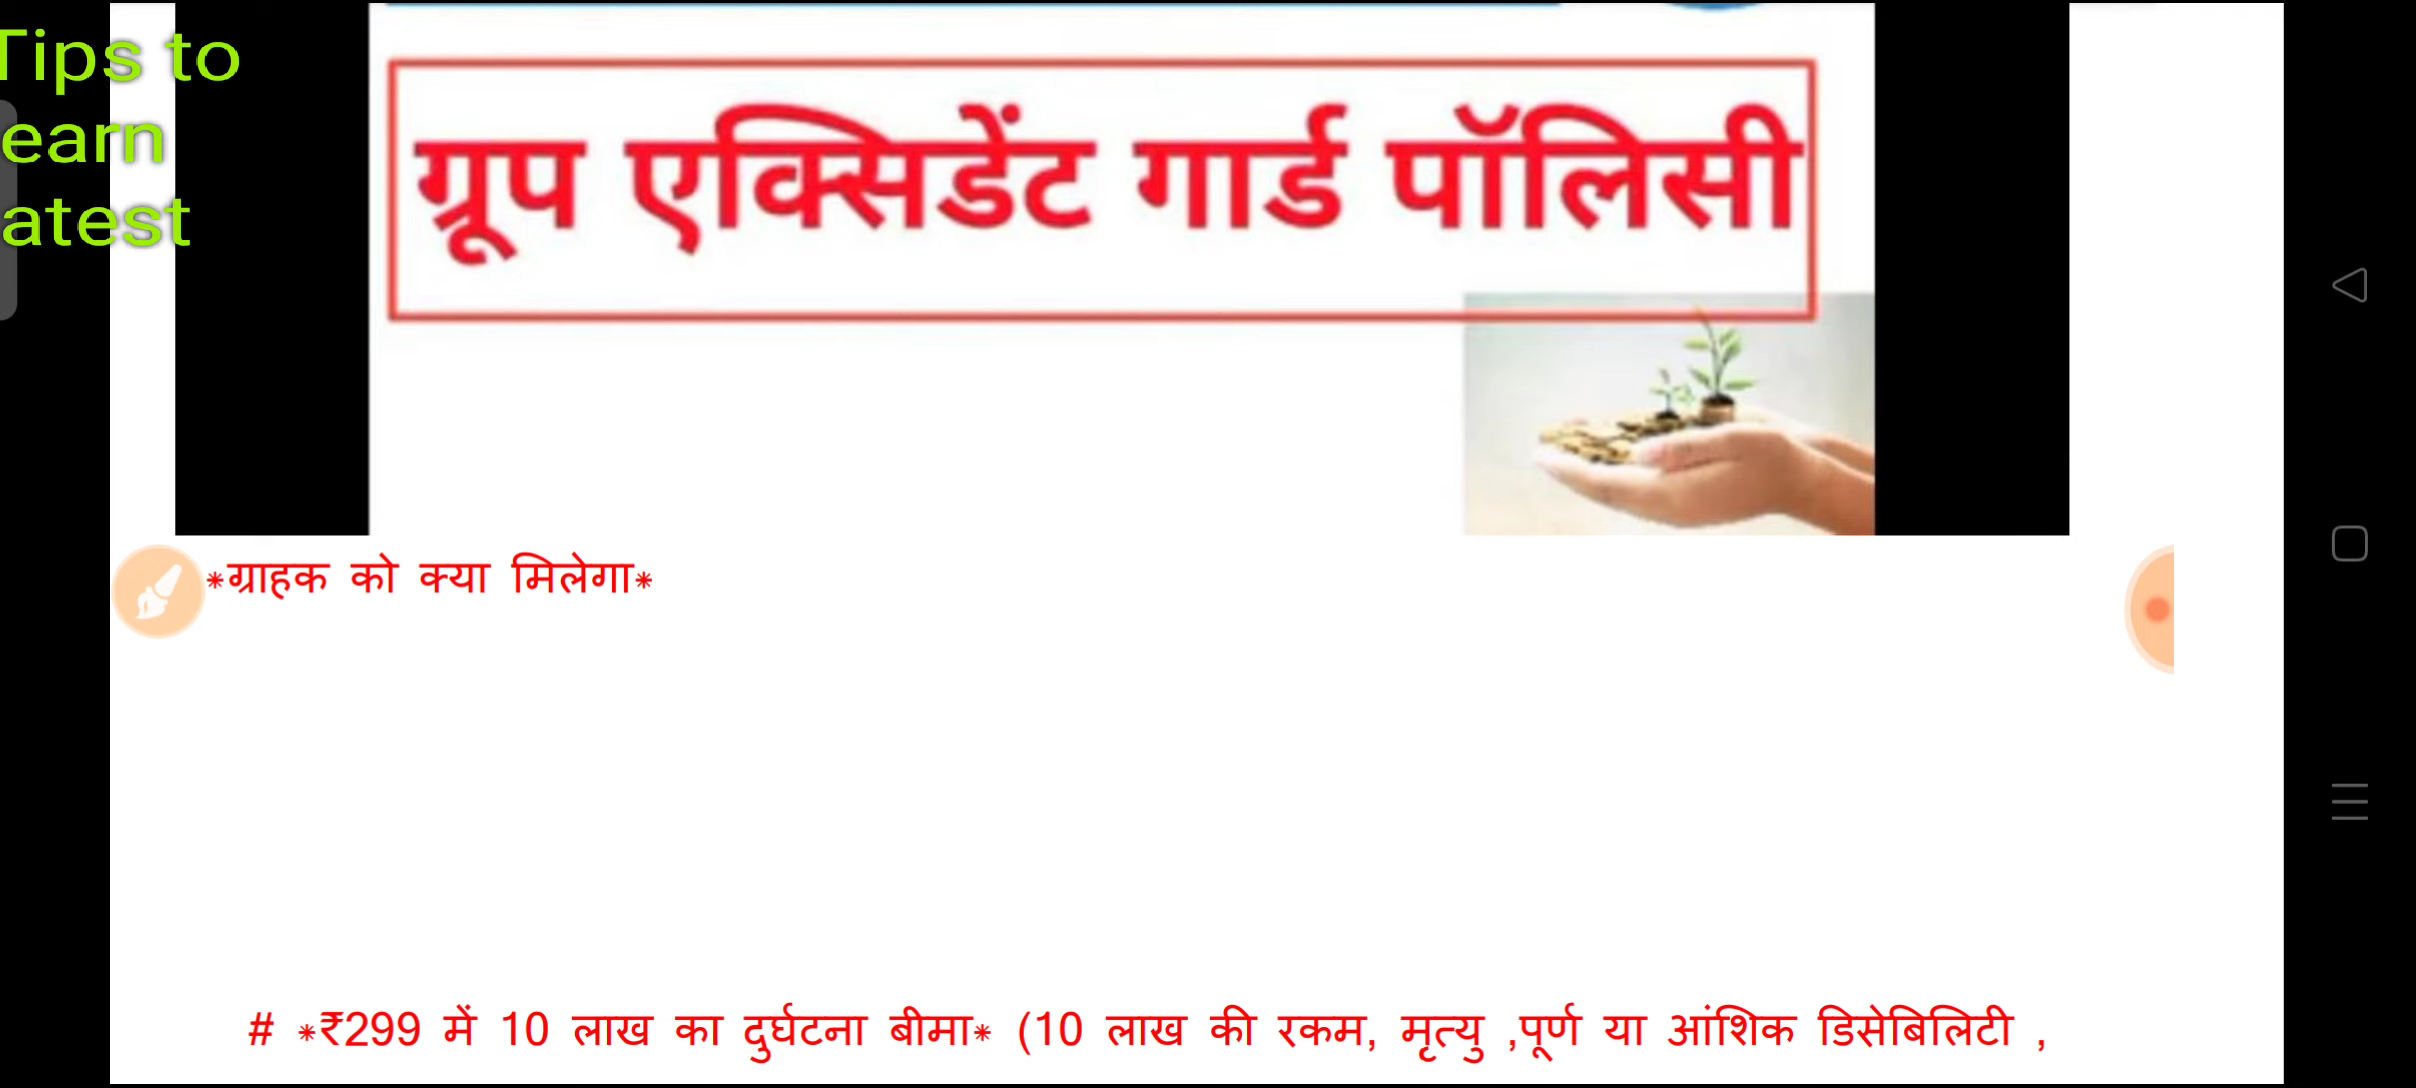 Tips to
earn
atest
ग्रूप एक्सिडेंट गार्ड पॉलिसी
*ग्राहक को क्या मिलेगा*
# *₹299 में 10 लाख का दुर्घटना बीमा* (10 लाख की रकम, मृत्यु ,पूर्ण या आंशिक डिसेबिलिटी ,